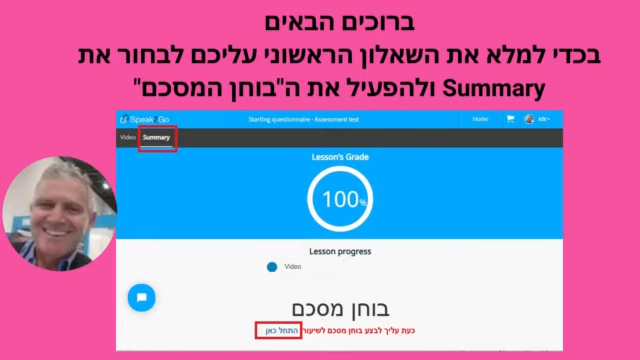 ברוכים הבאים
בכדי למלא את השאלון הראשוני עליכם לבחור את
Summary ולהפעיל את ה"בוחן המסכם"
Speak2Go
Starting questionnaire - Assessment test
Home
EN
Video
Summary
Lesson's Grade
100%
Lesson progress
Video
בוחן מסכם
כעת עליך לבצע בוחן מסכם לשיעור התחל כאן